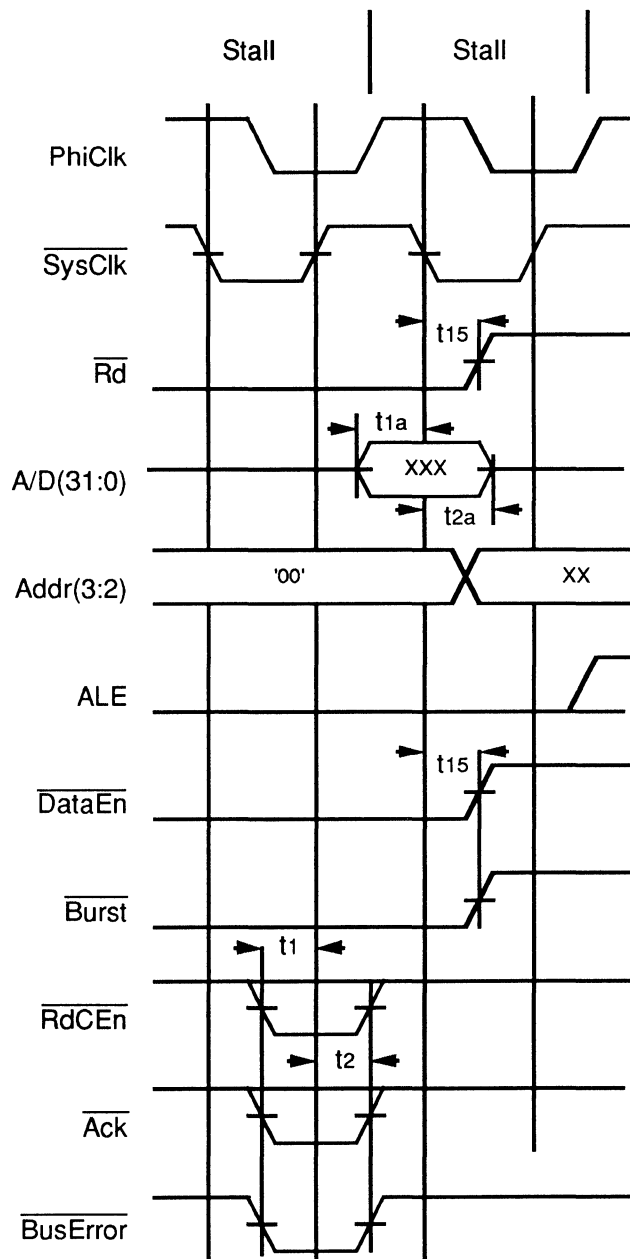 Stall Stall
PhiClk
SysClk
t15
Rd
t1a
XXX
A/D(31:0)
t2a
'00' XX
Addr(3:2)
ALE
t15
DataEn
Burst
t1
RdCEn
t2
Ack
BusError